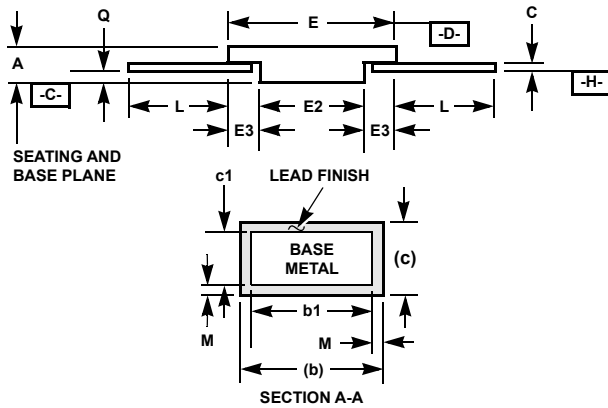 Q
E
C
-D-
A
-C-
-H-
L
E2
L
E3
E3
SEATING AND
BASE PLANE
c1
LEAD FINISH
BASE
METAL
(c)
b1
M
M
(b)
SECTION A-A